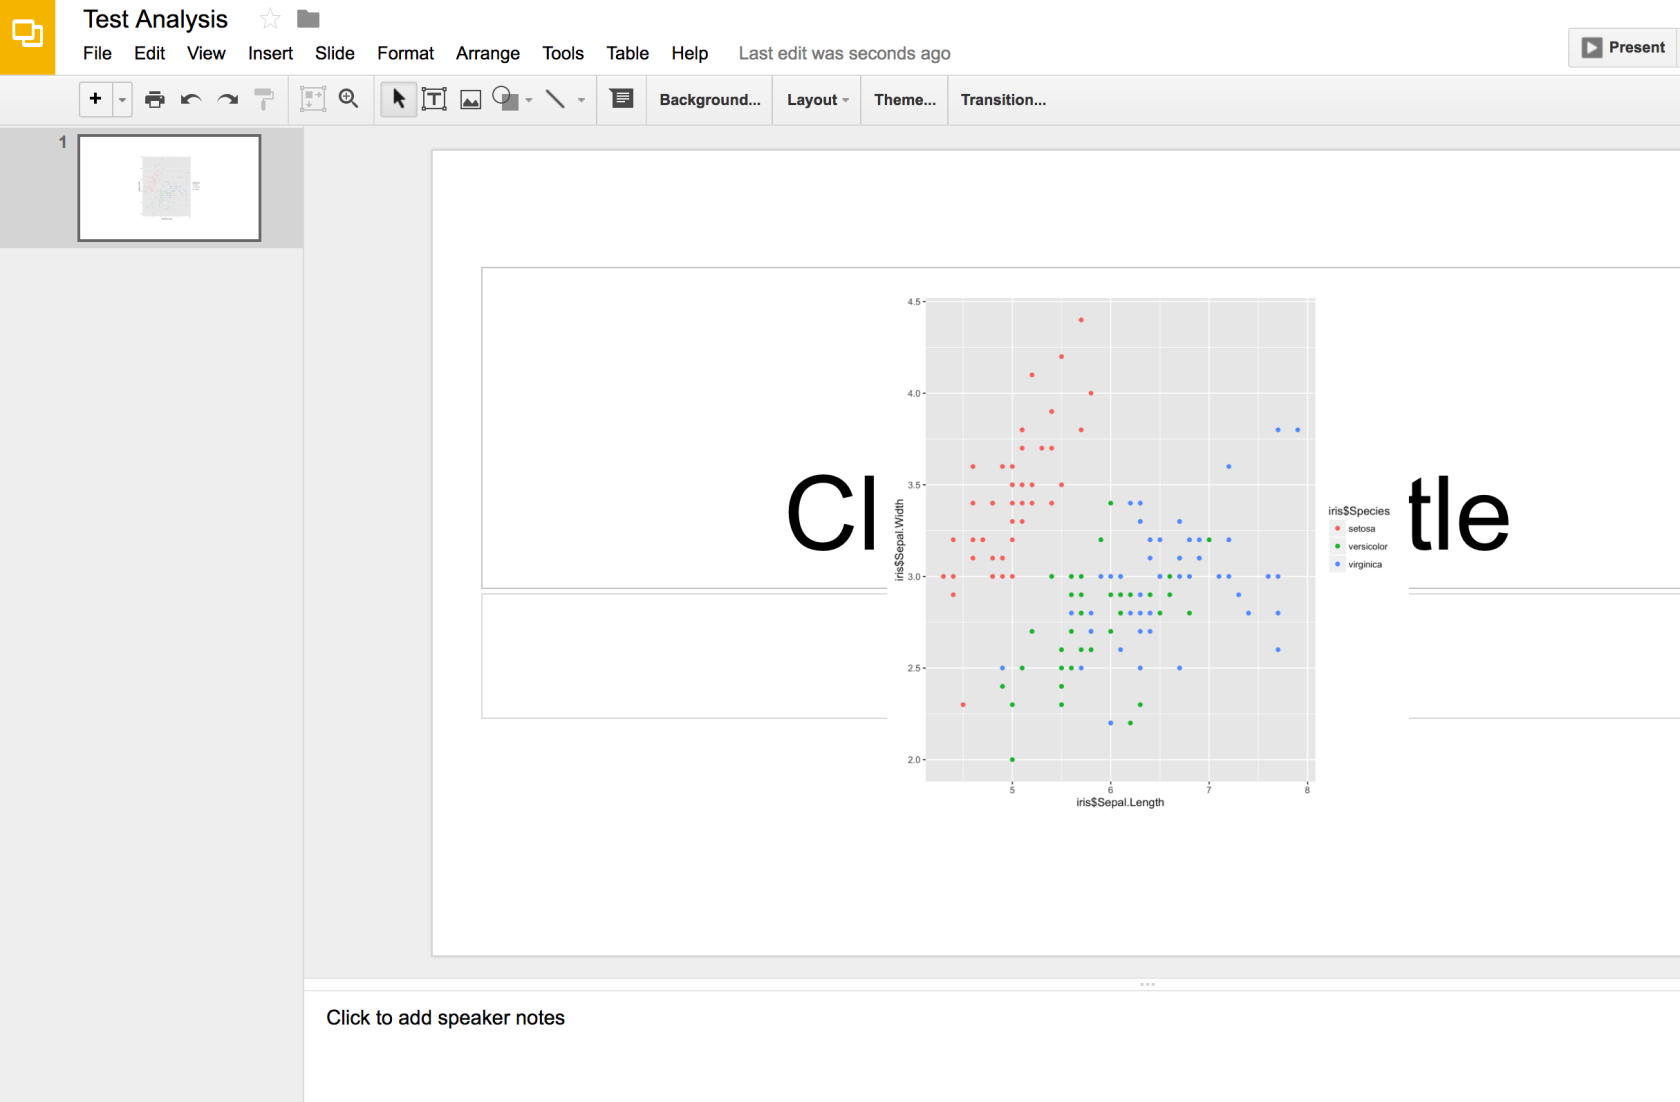 Test Analysis
File Edit View Insert Slide Format Arrange Tools Table Help Last edit was seconds ago
Present
Background... Layout Theme... Transition...
1
4.5
4.0
3.5
3.0
2.5
2.0
iris$Sepal.Width
5 6 7 8
iris$Sepal.Length
Cl
tle
iris$Species
setosa
versicolor
virginica
Click to add speaker notes